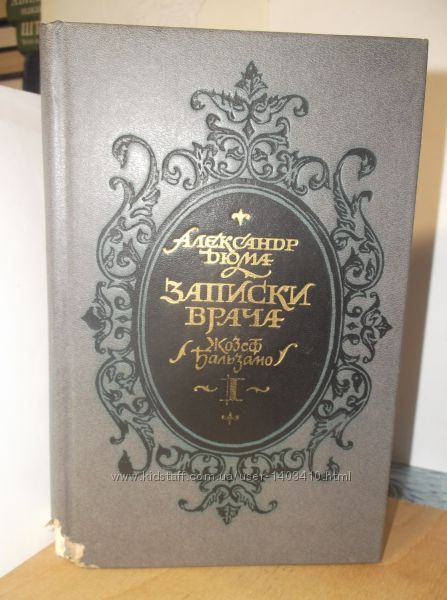 АЛЕКСАНДР
ДЮМА
ЗАПИСКИ
ВРАЧА
Жозеф
Бальзамо
I
www.kidstaff.com.ua/user-1403410.html